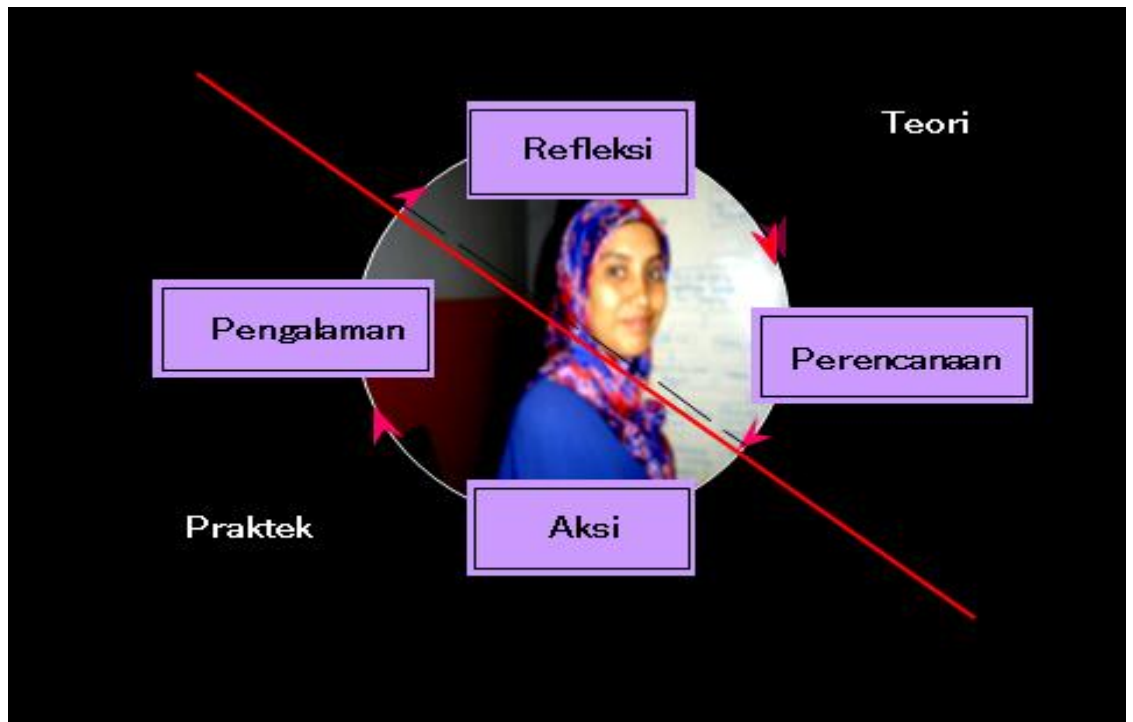 Teori
Refleksi
Pengalaman
Perencanaan
Praktek
Aksi